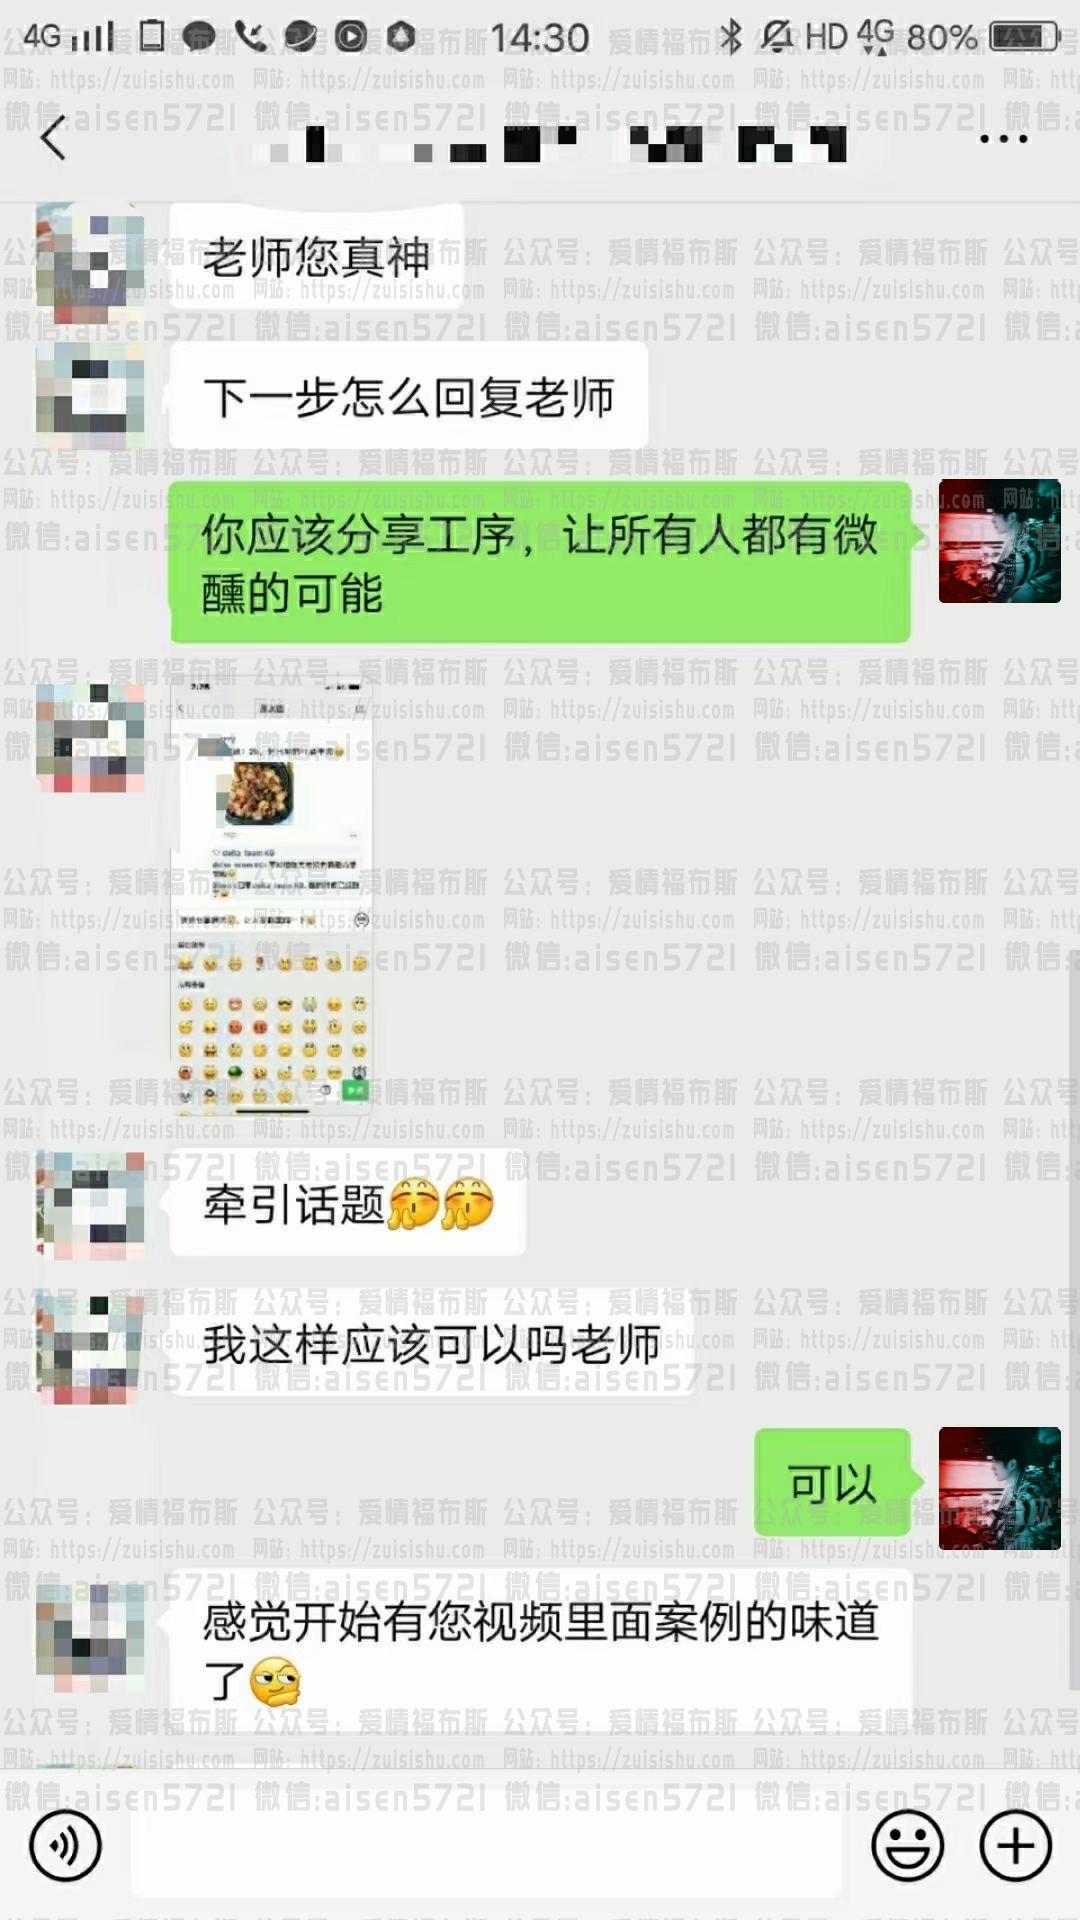 4G 14:30 HD 4G 80%
老师您真神
下一步怎么回复老师
你应该分享工序，让所有人都有微
醺的可能
delta team KG
牵引话题
我这样应该可以吗老师
可以
感觉开始有您视频里面案例的味道
了
公众号：爱情福布斯
网站：https://zuisishu.com
微信:aisen5721